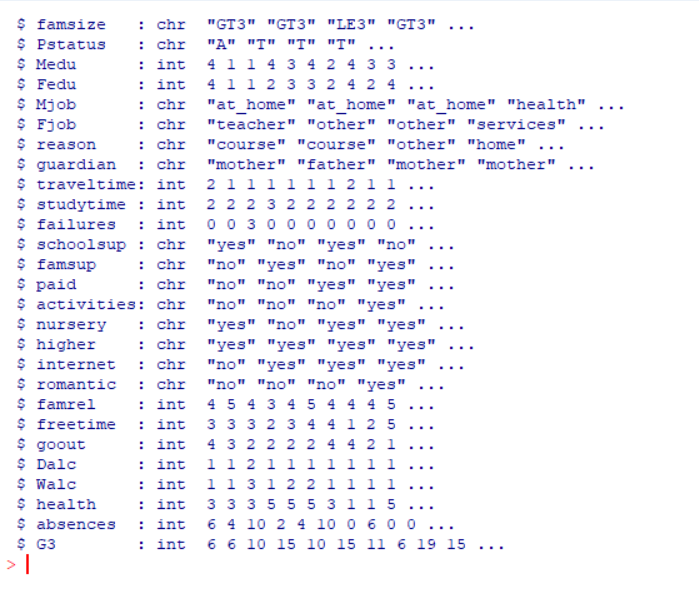 $ famsize   : chr  "GT3" "GT3" "LE3" "GT3" ...
$ Pstatus   : chr  "A" "T" "T" "T" ...
$ Medu      : int  4 1 1 4 3 4 2 4 3 3 ...
$ Fedu      : int  4 1 1 2 3 3 2 4 2 4 ...
$ Mjob      : chr  "at_home" "at_home" "at_home" "health" ...
$ Fjob      : chr  "teacher" "other" "other" "services" ...
$ reason    : chr  "course" "course" "other" "home" ...
$ guardian  : chr  "mother" "father" "mother" "mother" ...
$ traveltime: int  2 1 1 1 1 1 1 2 1 1 ...
$ studytime : int  2 2 2 3 2 2 2 2 2 2 ...
$ failures  : int  0 0 3 0 0 0 0 0 0 0 ...
$ schoolsup : chr  "yes" "no" "yes" "no" ...
$ famsup    : chr  "no" "yes" "no" "yes" ...
$ paid      : chr  "no" "no" "yes" "yes" ...
$ activities: chr  "no" "no" "no" "yes" ...
$ nursery   : chr  "yes" "no" "yes" "yes" ...
$ higher    : chr  "yes" "yes" "yes" "yes" ...
$ internet  : chr  "no" "yes" "yes" "yes" ...
$ romantic  : chr  "no" "no" "no" "yes" ...
$ famrel    : int  4 5 4 3 4 5 4 4 4 5 ...
$ freetime  : int  3 3 3 2 3 4 4 1 2 5 ...
$ goout     : int  4 3 2 2 2 2 4 4 2 1 ...
$ Dalc      : int  1 1 2 1 1 1 1 1 1 1 ...
$ Walc      : int  1 1 3 1 2 2 1 1 1 1 ...
$ health    : int  3 3 3 5 5 5 3 1 1 5 ...
$ absences  : int  6 4 10 2 4 10 0 6 0 0 ...
$ G3        : int  6 6 10 15 10 15 11 6 19 15 ...
>